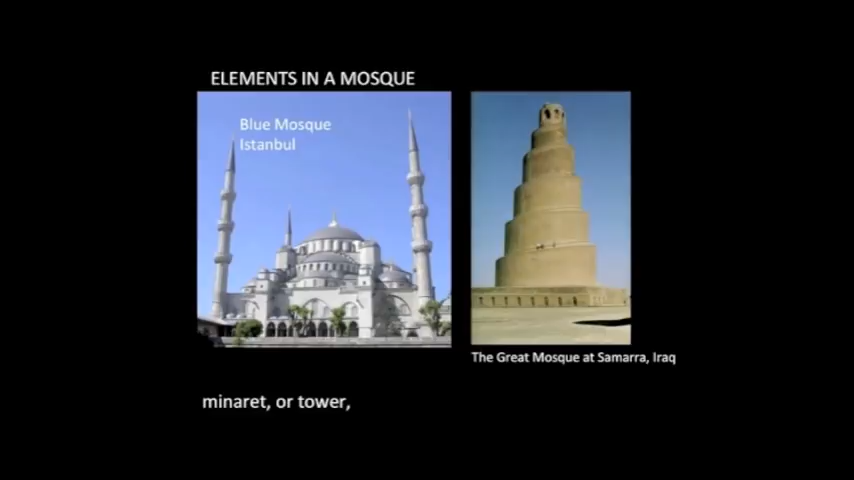 ELEMENTS IN A MOSQUE
Blue Mosque
Istanbul
The Great Mosque at Samarra, Iraq
minaret, or tower,